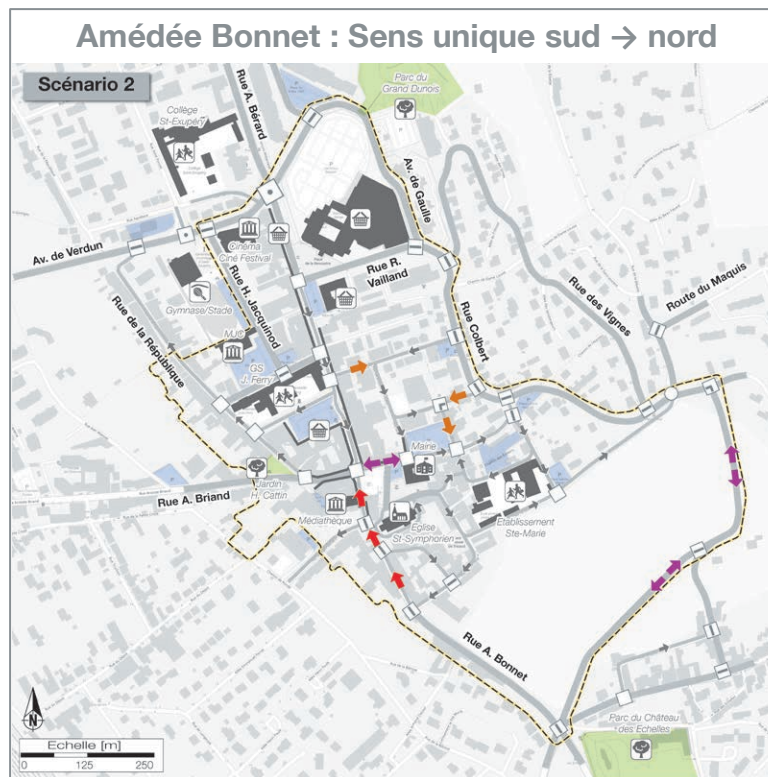 Amédée Bonnet : Sens unique sud → nord
Scénario 2
Parc du
Grand Dunois
Rue A. Bérard
Collège
St-Exupéry
Av. de Gaulle
Cinéma
Ciné Festival
Av. de Verdun
Rue R.
Vailland
Rue H. Jacquinod
Gymnase/Stade
Rue de la République
MJC
GS
J. Ferry
Rue Colbert
Rue des Vignes
Route du Maquis
Mairie
Jardin
H. Cattin
Rue A. Briand
Médiathèque
Eglise
St-Symphorien
Etablissement
Ste-Marie
Rue A. Bonnet
Parc du Château
des Echelles
N
Echelle [m]
0 125 250